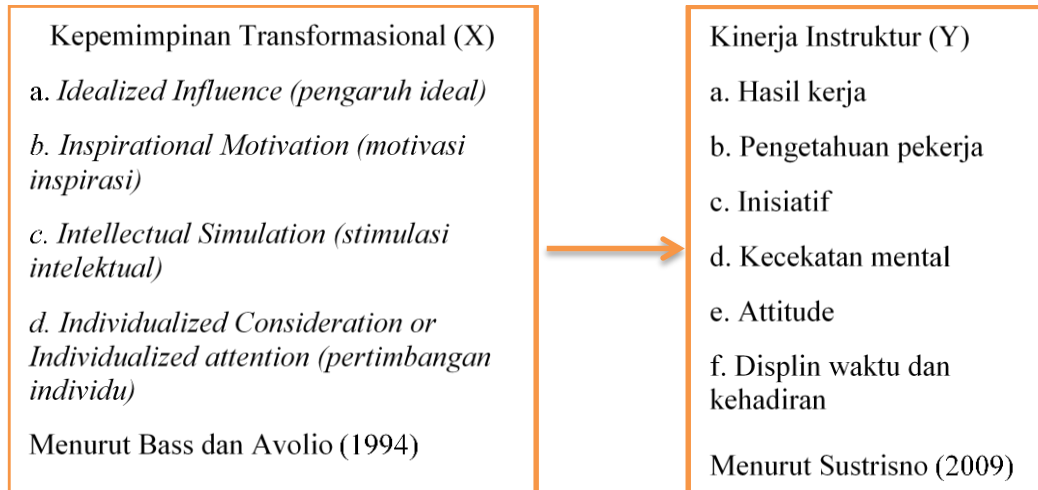 Kepemimpinan Transformasional (X)
a. Idealized Influence (pengaruh ideal)
b. Inspirational Motivation (motivasi
inspirasi)
c. Intellectual Simulation (stimulasi
intelektual)
d. Individualized Consideration or
Individualized attention (pertimbangan
individu)
Menurut Bass dan Avolio (1994)
Kinerja Instruktur (Y)
a. Hasil kerja
b. Pengetahuan pekerja
c. Inisiatif
d. Kecekatan mental
e. Attitude
f. Displin waktu dan
kehadiran
Menurut Sustrisno (2009)